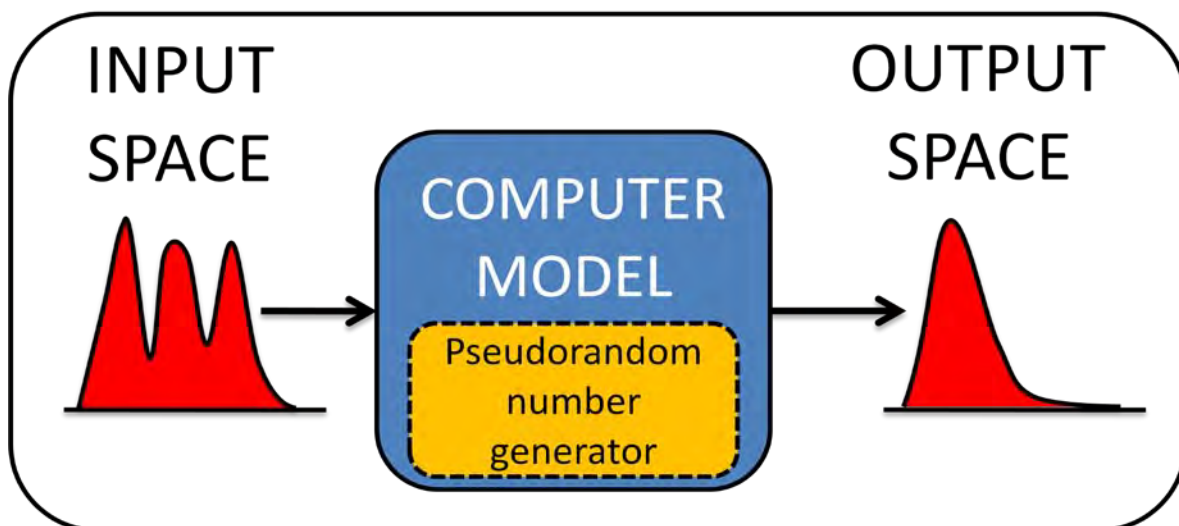 INPUT
SPACE
COMPUTER
MODEL
Pseudorandom
number
generator
OUTPUT
SPACE